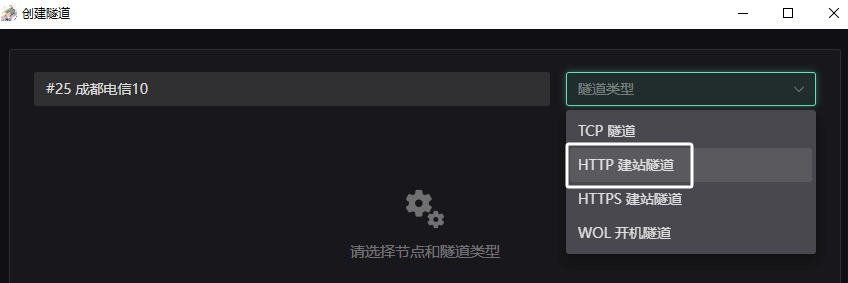 创建隧道
#25 成都电信10
隧道类型
TCP 隧道
HTTP 建站隧道
HTTPS 建站隧道
WOL 开机隧道
请选择节点和隧道类型